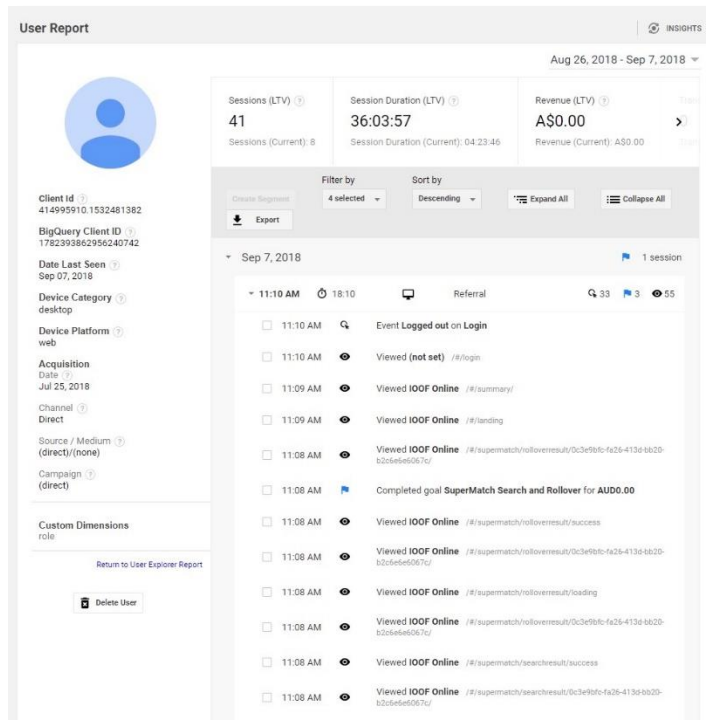 User Report
INSIGHTS
Aug 26, 2018 - Sep 7, 2018
Client Id
414995910.1532481382
BigQuery Client ID
1782393862956240742
Date Last Seen
Sep 07, 2018
Device Category
desktop
Device Platform
web
Acquisition
Date
Jul 25, 2018
Channel
Direct
Source / Medium
(direct)/(none)
Campaign
(direct)
Custom Dimensions
role
Return to User Explorer Report
Delete User
Sessions (LTV)
41
Sessions (Current): 8
Session Duration (LTV)
36:03:57
Session Duration (Current): 04:23:46
Revenue (LTV)
A$0.00
Revenue (Current): A$0.00
Filter by
Sort by
Create Segment
4 selected
Descending
Expand All
Collapse All
Export
Sep 7, 2018 1 session
11:10 AM 18:10 Referral 33 3 55
11:10 AM Event Logged out on Login
11:10 AM Viewed (not set) /#/login
11:09 AM Viewed IOOF Online /#/summary/
11:09 AM Viewed IOOF Online /#/landing
11:08 AM Viewed IOOF Online /#/supermatch/rolloverresult/0c3e9bfc-fa26-413d-bb20-
b2c6e6e6067c/
11:08 AM Completed goal SuperMatch Search and Rollover for AUD0.00
11:08 AM Viewed IOOF Online /#/supermatch/rolloverresult/success
11:08 AM Viewed IOOF Online /#/supermatch/rolloverresult/0c3e9bfc-fa26-413d-bb20-
b2c6e6e6067c/
11:08 AM Viewed IOOF Online /#/supermatch/rolloverresult/loading
11:08 AM Viewed IOOF Online /#/supermatch/rolloverresult/0c3e9bfc-fa26-413d-bb20-
b2c6e6e6067c/
11:08 AM Viewed IOOF Online /#/supermatch/searchresult/success
11:08 AM Viewed IOOF Online /#/supermatch/searchresult/0c3e9bfc-fa26-413d-bb20-
b2c6e6e6067c/